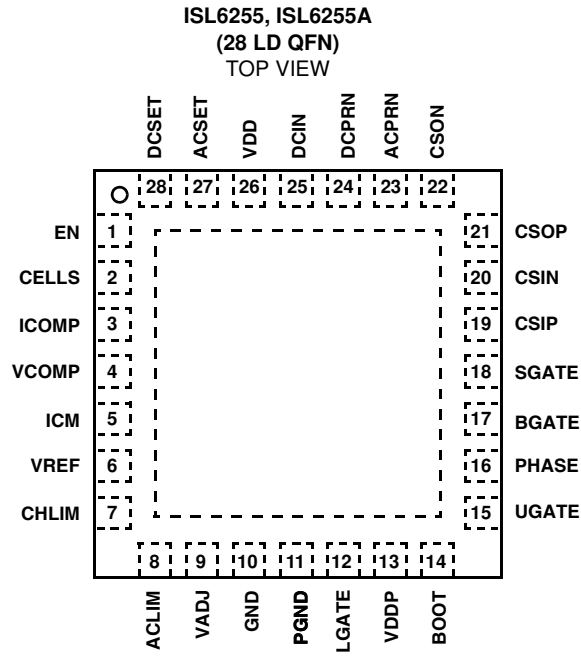 ISL6255, ISL6255A
(28 LD QFN)
TOP VIEW
DCSET
ACSET
VDD
DCIN
DCPRN
ACPRN
CSON
28 27 26 25 24 23 22
EN 1 21 CSOP
CELLS 2 20 CSIN
ICOMP 3 19 CSIP
VCOMP 4 18 SGATE
ICM 5 17 BGATE
VREF 6 16 PHASE
CHLIM 7 15 UGATE
8 9 10 11 12 13 14
ACLIM
VADJ
GND
PGND
LGATE
VDDP
BOOT